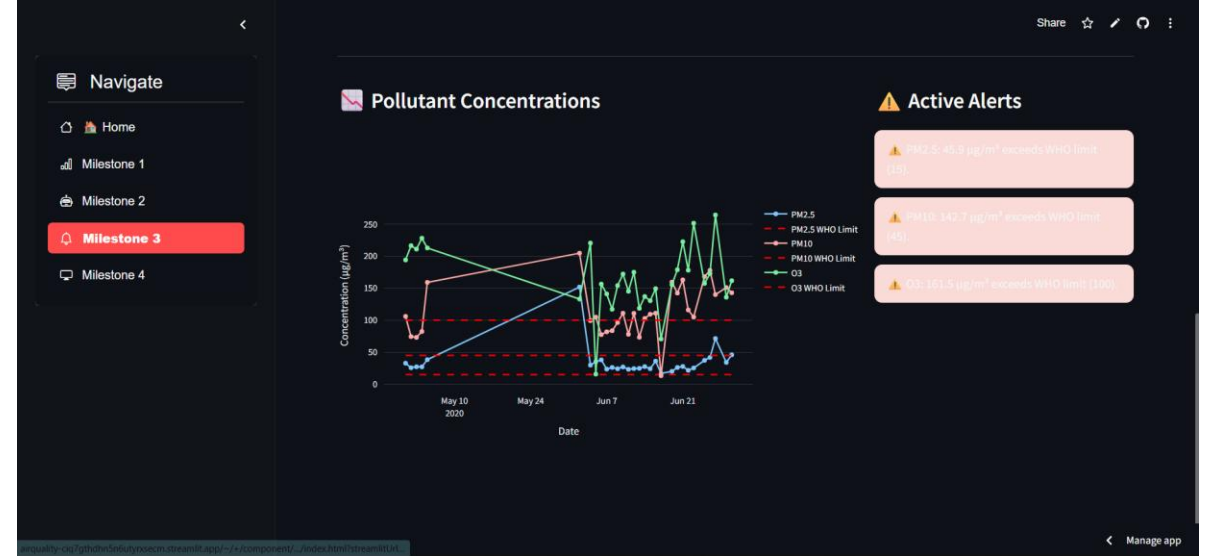 Share
Navigate
Home
Milestone 1
Milestone 2
Milestone 3
Milestone 4
Pollutant Concentrations
250
200
150
100
50
0
Concentration (μg/m³)
May 10
2020
May 24
Jun 7
Jun 21
Date
PM2.5
PM2.5 WHO Limit
PM10
PM10 WHO Limit
O3
O3 WHO Limit
Active Alerts
PM2.5: 45.9 μg/m³ exceeds WHO limit
(15).
PM10: 142.7 μg/m³ exceeds WHO limit
(45).
O3: 161.5 μg/m³ exceeds WHO limit (100).
Manage app